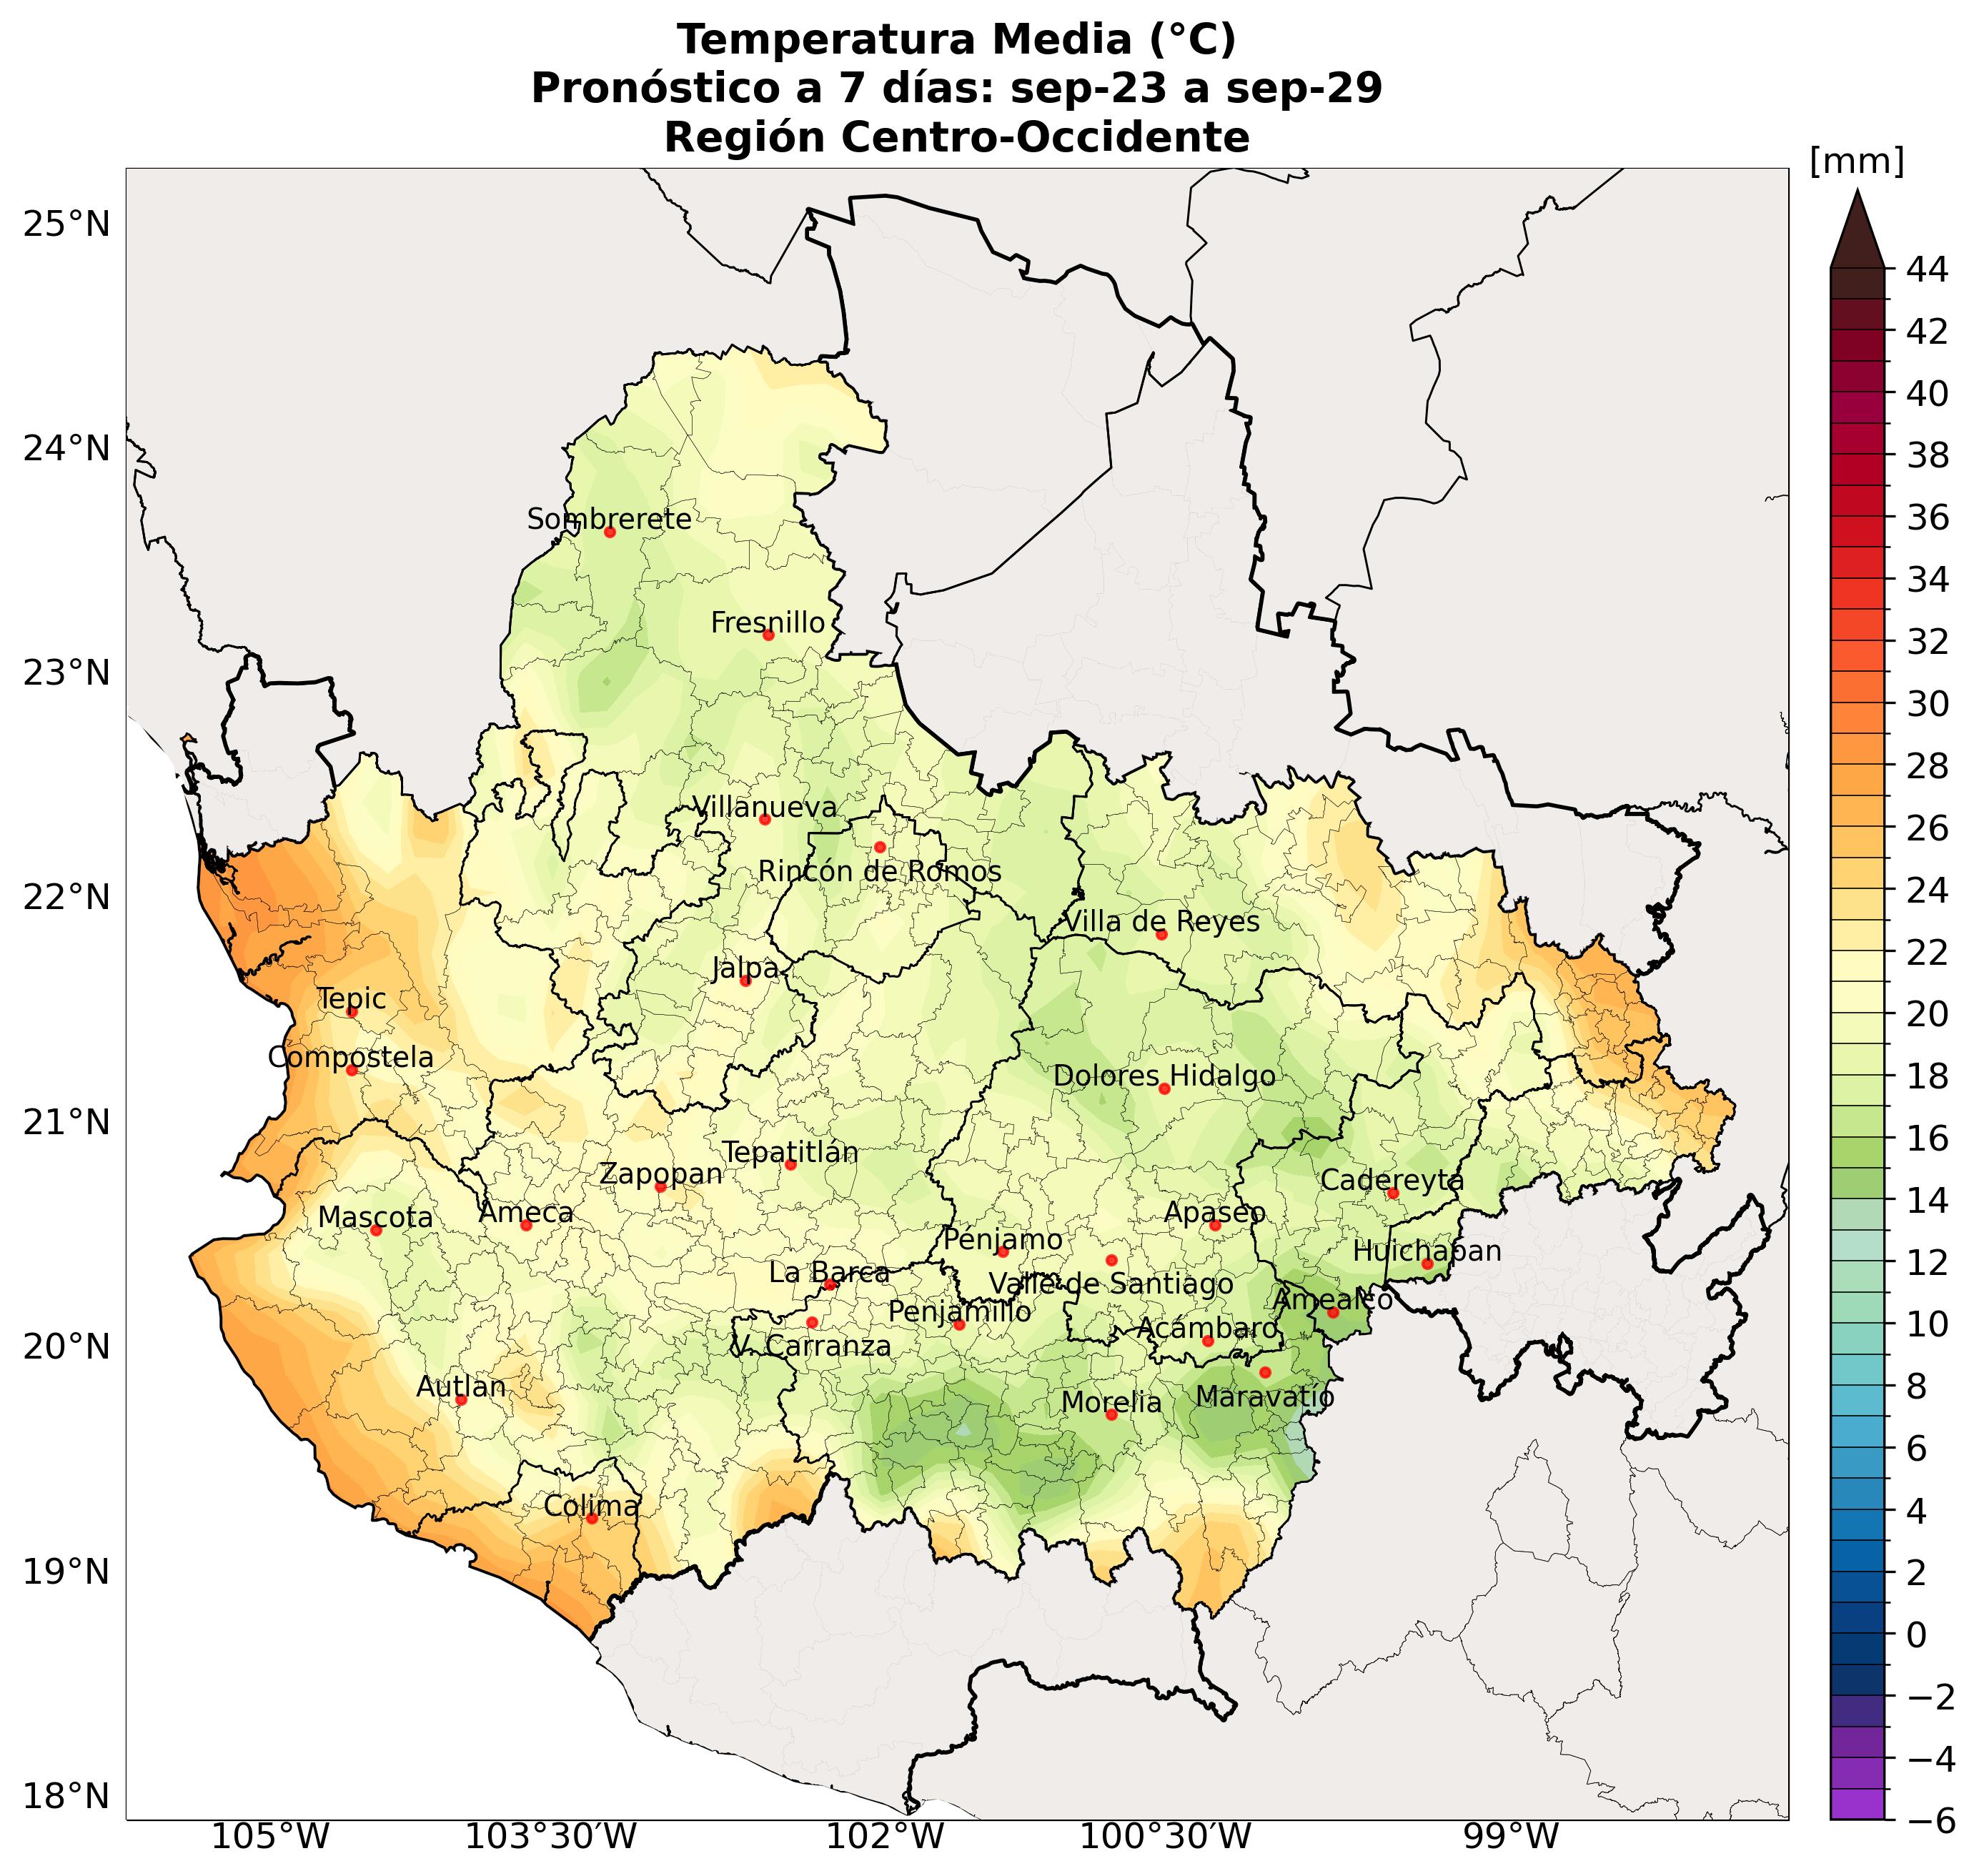 Temperatura Media (°C)
Pronóstico a 7 días: sep-23 a sep-29
Región Centro-Occidente
[mm]
25°N
24°N
23°N
22°N
21°N
20°N
19°N
18°N
105°W
103°30'W
102°W
100°30'W
99°W
Sombrerete
Fresnillo
Villanueva
Rincón de Romos
Villa de Reyes
Jalpa
Tepic
Compostela
Dolores Hidalgo
Tepatitlán
Zapopan
Cadereyta
Mascota
Ameca
Apaseo
Pénjamo
Huichapan
La Barca
Valle de Santiago
Amealco
Penjamillo
Acámbaro
V. Carranza
Autlan
Morelia
Maravatío
Colima
44
42
40
38
36
34
32
30
28
26
24
22
20
18
16
14
12
10
8
6
4
2
0
−2
−4
−6